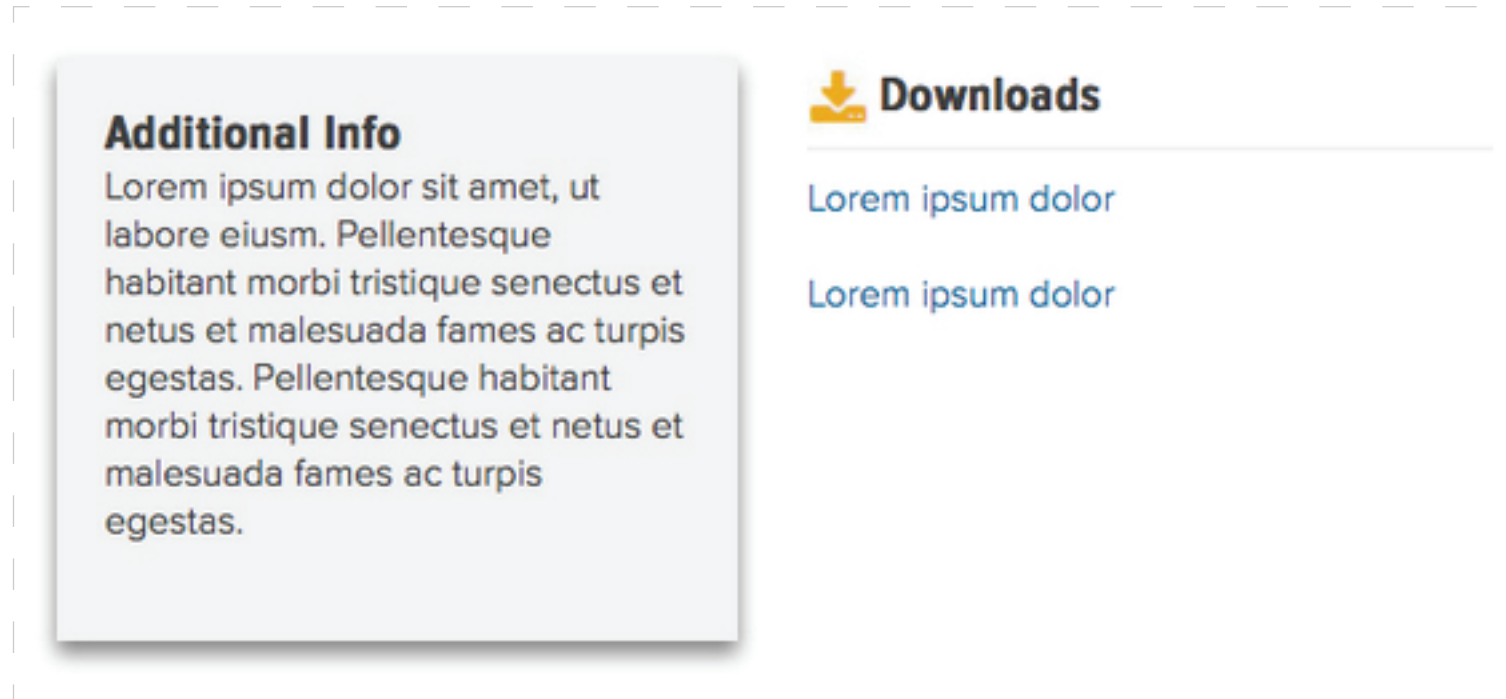 Additional Info
Lorem ipsum dolor sit amet, ut
labore eiusm. Pellentesque
habitant morbi tristique senectus et
netus et malesuada fames ac turpis
egestas. Pellentesque habitant
morbi tristique senectus et netus et
malesuada fames ac turpis
egestas.
Downloads
Lorem ipsum dolor
Lorem ipsum dolor